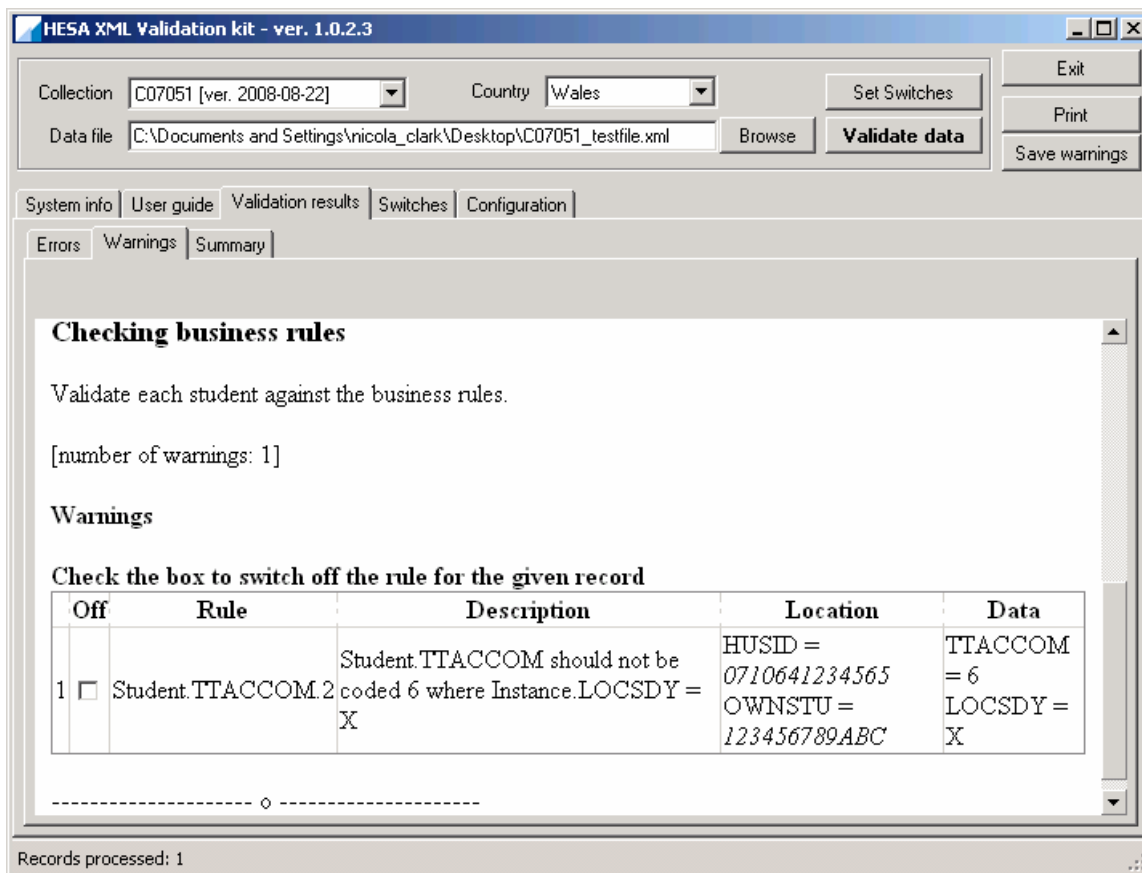 HESA XML Validation kit - ver. 1.0.2.3
Collection C07051 [ver. 2008-08-22] Country Wales Set Switches
Data file C:\Documents and Settings\nicola_clark\Desktop\C07051_testfile.xml Browse Validate data
Exit
Print
Save warnings
System info User guide Validation results Switches Configuration
Errors Warnings Summary
Checking business rules
Validate each student against the business rules.
[number of warnings: 1]
Warnings
Check the box to switch off the rule for the given record
Off Rule Description Location Data
1 Student.TTACCOM.2
Student.TTACCOM should not be
coded 6 where Instance.LOCSDY =
X
HUSID =
0710641234565
OWNSTU =
123456789ABC
TTACCOM
= 6
LOCSDY =
X
--------------------- o ---------------------
Records processed: 1